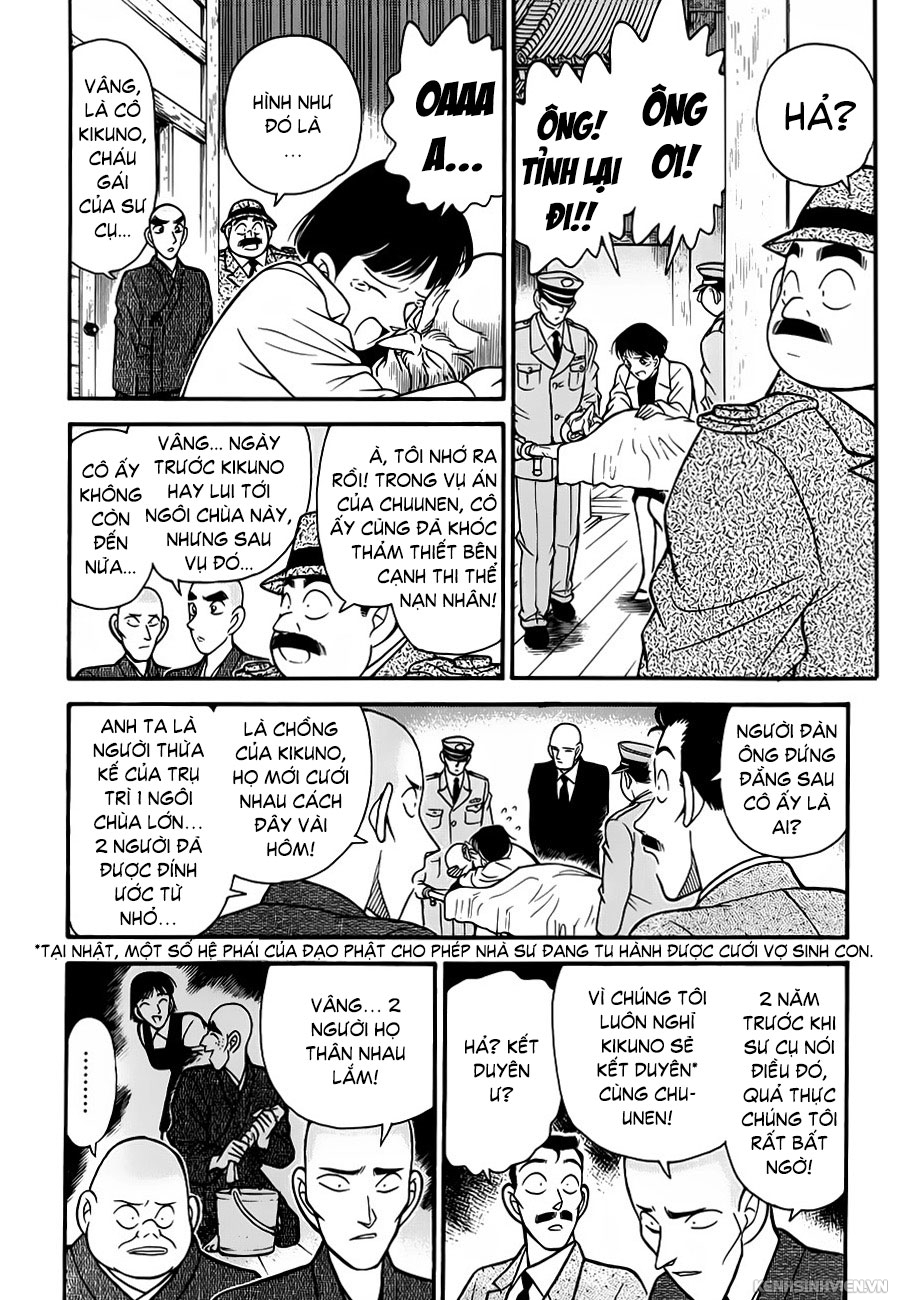 HẢ?
ÔNG
ƠI!
ÔNG!
TỈNH LẠI
ĐI!!
OAAA
A...
HÌNH NHƯ
ĐÓ LÀ
...
VÂNG,
LÀ CÔ
KIKUNO,
CHÁU
GÁI
CỦA SƯ
CỤ...
À, TÔI NHỚ RA
RỒI! TRONG VỤ ÁN
CỦA CHUUNEN, CÔ
ẤY CŨNG ĐÃ KHÓC
THẢM THIẾT BÊN
CẠNH THI THỂ
NẠN NHÂN!
VÂNG... NGÀY
TRƯỚC KIKUNO
HAY LUI TỚI
NGÔI CHÙA NÀY,
NHƯNG SAU
VỤ ĐÓ...
CÔ ẤY
KHÔNG
CÒN
ĐẾN
NỮA...
NGƯỜI ĐÀN
ÔNG ĐỨNG
ĐẰNG SAU
CÔ ẤY LÀ
AI?
LÀ CHỒNG
CỦA KIKUNO,
HỌ MỚI CƯỚI
NHAU CÁCH
ĐÂY VÀI
HÔM!
ANH TA LÀ
NGƯỜI THỪA
KẾ CỦA TRỤ
TRÌ 1 NGÔI
CHÙA LỚN...
2 NGƯỜI ĐÃ
ĐƯỢC ĐÍNH
ƯỚC TỪ
NHỎ...
*TẠI NHẬT, MỘT SỐ HỆ PHÁI CỦA ĐẠO PHẬT CHO PHÉP NHÀ SƯ ĐANG TU HÀNH ĐƯỢC CƯỚI VỢ SINH CON.
2 NĂM
TRƯỚC KHI
SƯ CỤ NÓI
ĐIỀU ĐÓ,
QUẢ THỰC
CHÚNG TÔI
RẤT BẤT
NGỜ!
VÌ CHÚNG TÔI
LUÔN NGHĨ
KIKUNO SẼ
KẾT DUYÊN*
CÙNG CHU-
UNEN!
HẢ? KẾT
DUYÊN
Ư?
VÂNG... 2
NGƯỜI HỌ
THÂN NHAU
LẮM!
........
KENHSINHVIEN.VN